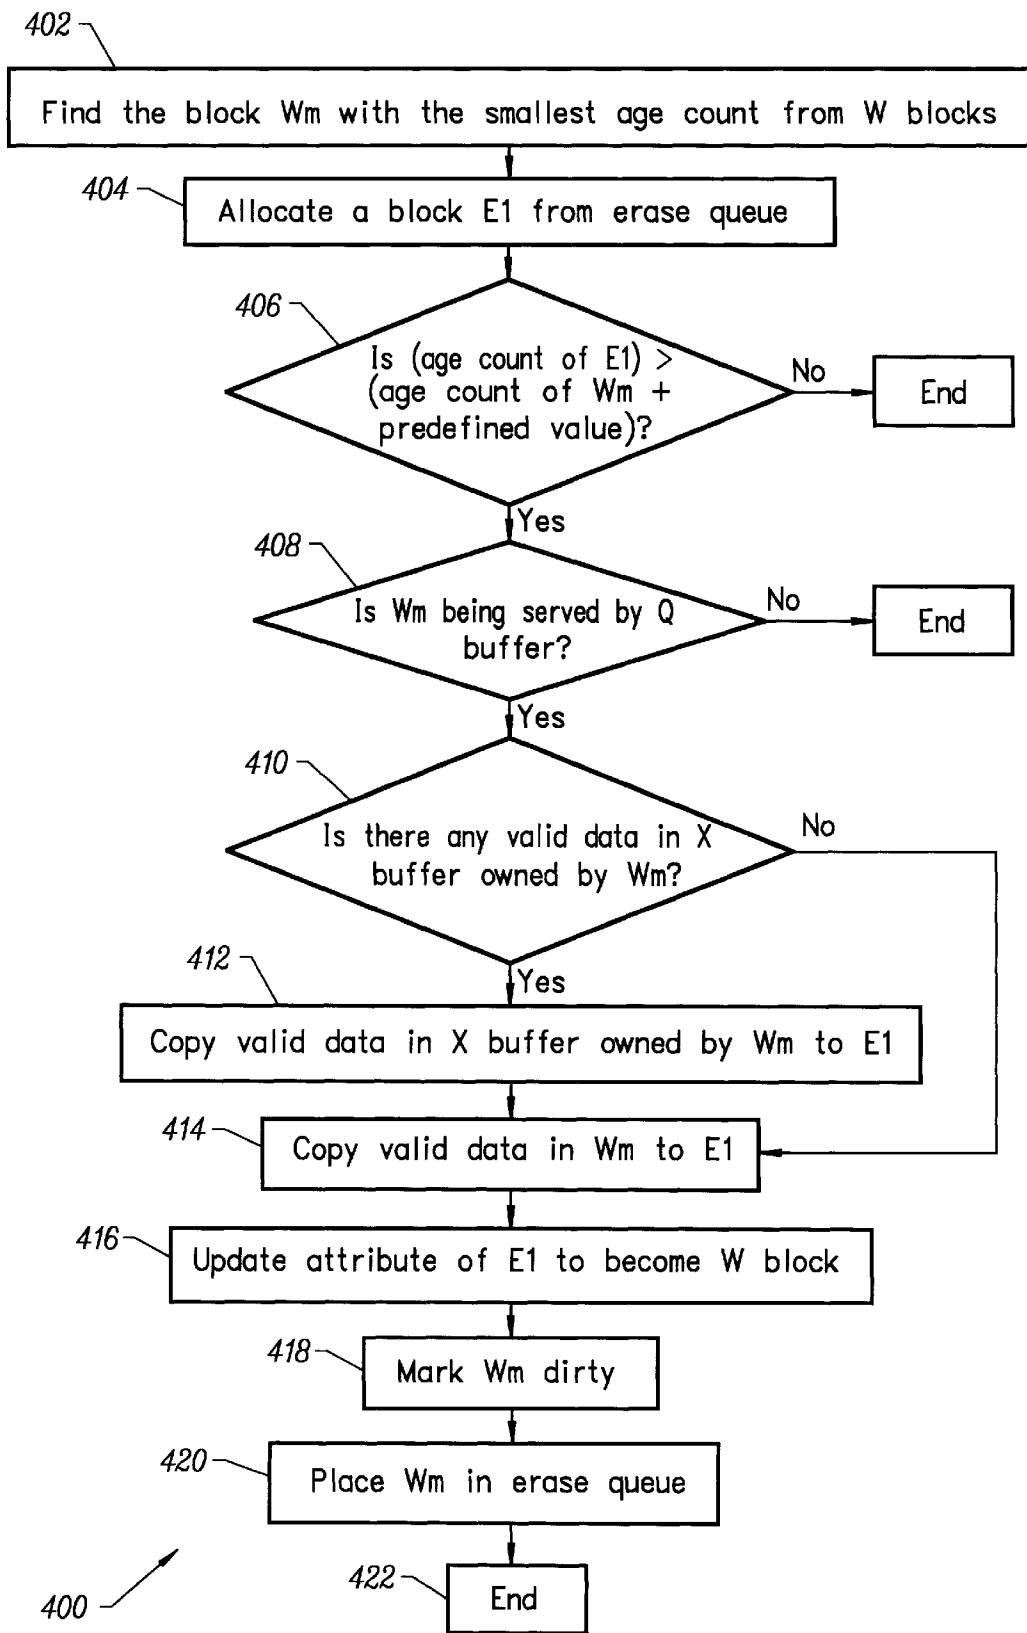 402
Find the block Wm with the smallest age count from W blocks
404
Allocate a block E1 from erase queue
406
Is (age count of E1) >
(age count of Wm +
predefined value)?
No
End
Yes
408
Is Wm being served by Q
buffer?
No
End
Yes
410
Is there any valid data in X
buffer owned by Wm?
No
Yes
412
Copy valid data in X buffer owned by Wm to E1
414
Copy valid data in Wm to E1
416
Update attribute of E1 to become W block
418
Mark Wm dirty
420
Place Wm in erase queue
422
End
400